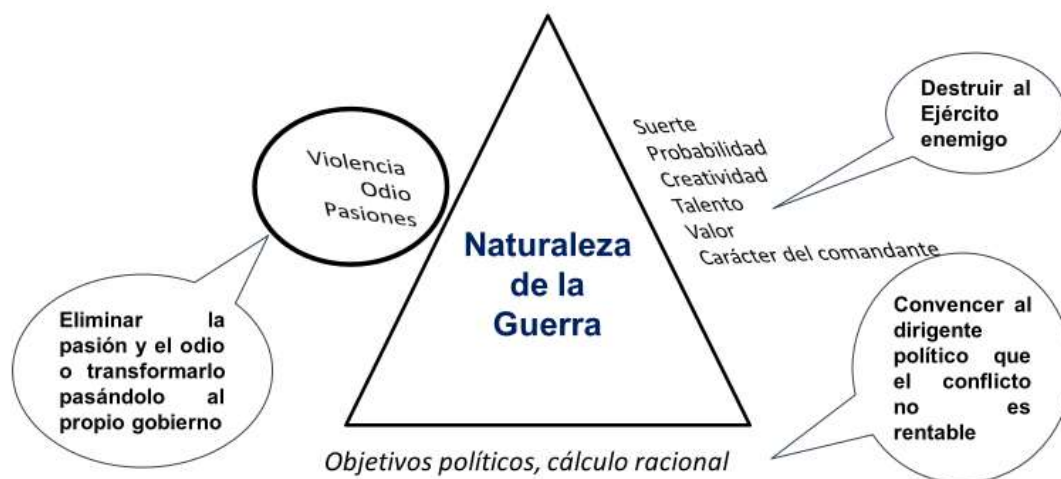 Violencia
Odio
Pasiones
Eliminar la
pasión y el odio
o transformarlo
pasándolo al
propio gobierno
Naturaleza
de la
Guerra
Suerte
Probabilidad
Creatividad
Talento
Valor
Carácter del comandante
Destruir al
Ejército
enemigo
Convencer al
dirigente
político que
el conflicto
no es
rentable
Objetivos políticos, cálculo racional